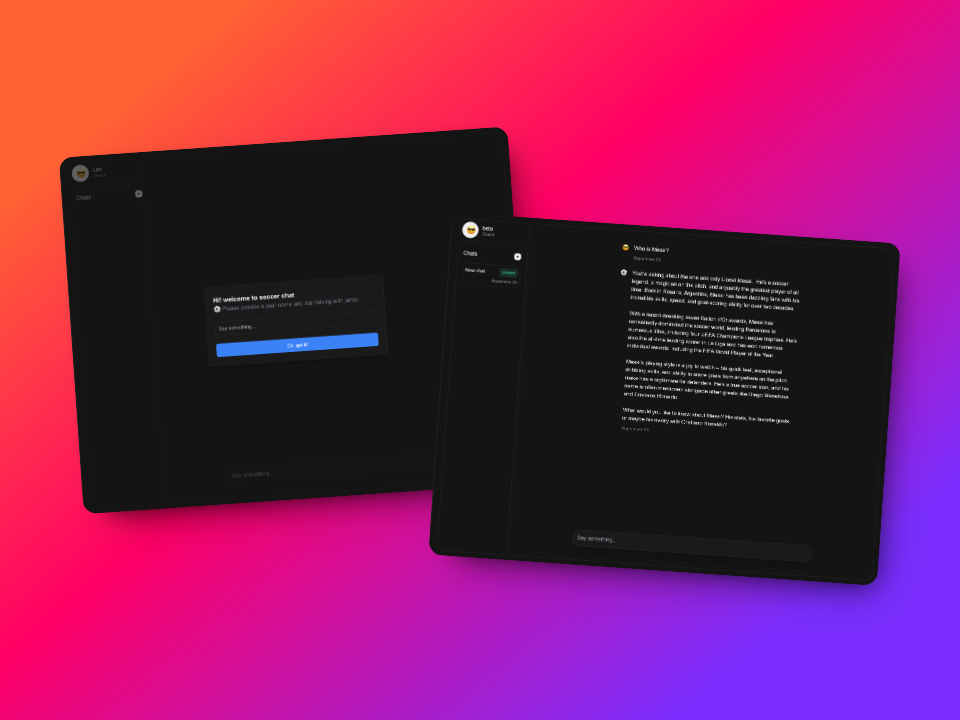 Leo
Guest
Chats
Hi! welcome to soccer chat
Please provide a user name and star talking with jarvis.
Say something...
Ok, got it!
Say something...
beto
Guest
Chats
New chat
September 23
Who is Messi?
September 23
You're asking about the one and only Lionel Messi. He's a soccer
legend, a magician on the pitch, and arguably the greatest player of all
time. Born in Rosario, Argentina, Messi has been dazzling fans with his
incredible skills, speed, and goal-scoring ability for over two decades.
With a record-breaking seven Ballon d'Or awards, Messi has
consistently dominated the soccer world, leading Barcelona to
numerous titles, including four UEFA Champions League trophies. He's
also the all-time leading scorer in La Liga and has won numerous
individual awards, including the FIFA World Player of the Year.
Messi's playing style is a joy to watch – his quick feet, exceptional
dribbling skills, and ability to score goals from anywhere on the pitch
make him a nightmare for defenders. He's a true soccer icon, and his
name is often mentioned alongside other greats like Diego Maradona
and Cristiano Ronaldo.
What would you like to know about Messi? His stats, his favorite goals,
or maybe his rivalry with Cristiano Ronaldo?
September 23
Say something...